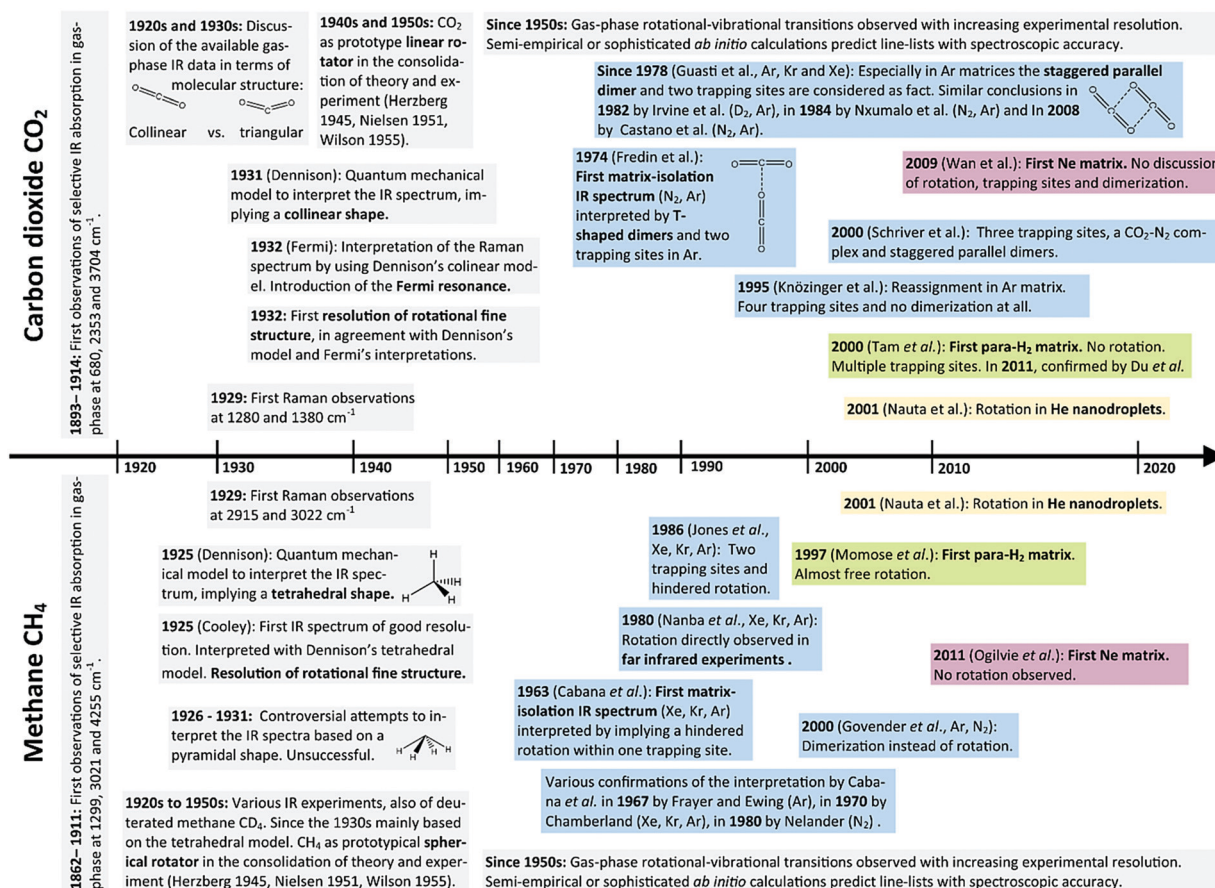 Carbon dioxide CO₂
1893– 1914: First observations of selective IR absorption in gas-
phase at 680, 2353 and 3704 cm⁻¹.
1920s and 1930s: Discus-
sion of the available gas-
phase IR data in terms of
molecular structure:
O C O
O C O
Collinear vs. triangular
1940s and 1950s: CO₂
as prototype linear ro-
tator in the consolida-
tion of theory and ex-
periment (Herzberg
1945, Nielsen 1951,
Wilson 1955).
Since 1950s: Gas-phase rotational-vibrational transitions observed with increasing experimental resolution.
Semi-empirical or sophisticated ab initio calculations predict line-lists with spectroscopic accuracy.
Since 1978 (Guasti et al., Ar, Kr and Xe): Especially in Ar matrices the staggered parallel
dimer and two trapping sites are considered as fact. Similar conclusions in
1982 by Irvine et al. (D₂, Ar), in 1984 by Nxumalo et al. (N₂, Ar) and In 2008
by Castano et al. (N₂, Ar).
O C O
O C O
1931 (Dennison): Quantum mechanical
model to interpret the IR spectrum, im-
plying a collinear shape.
1974 (Fredin et al.):
First matrix-isolation
IR spectrum (N₂, Ar)
interpreted by T-
shaped dimers and two
trapping sites in Ar.
O C O
O
C
O
2009 (Wan et al.): First Ne matrix. No discussion
of rotation, trapping sites and dimerization.
1932 (Fermi): Interpretation of the Raman
spectrum by using Dennison's colinear mod-
el. Introduction of the Fermi resonance.
2000 (Schriver et al.): Three trapping sites, a CO₂-N₂ com-
plex and staggered parallel dimers.
1995 (Knözinger et al.): Reassignment in Ar matrix.
Four trapping sites and no dimerization at all.
1932: First resolution of rotational fine
structure, in agreement with Dennison's
model and Fermi's interpretations.
2000 (Tam et al.): First para-H₂ matrix. No rotation.
Multiple trapping sites. In 2011, confirmed by Du et al.
1929: First Raman observations
at 1280 and 1380 cm⁻¹
2001 (Nauta et al.): Rotation in He nanodroplets.
1920 1930 1940 1950 1960 1970 1980 1990 2000 2010 2020
Methane CH₄
1862– 1911: First observations of selective IR absorption in gas-
phase at 1299, 3021 and 4255 cm⁻¹.
1929: First Raman observations
at 2915 and 3022 cm⁻¹
2001 (Nauta et al.): Rotation in He nanodroplets.
1925 (Dennison): Quantum mechan-
ical model to interpret the IR spec-
trum, implying a tetrahedral shape.
H
H
H
H
1986 (Jones et al.,
Xe, Kr, Ar): Two
trapping sites and
hindered rotation.
1997 (Momose et al.): First para-H₂ matrix.
Almost free rotation.
1925 (Cooley): First IR spectrum of good resolu-
tion. Interpreted with Dennison's tetrahedral
model. Resolution of rotational fine structure.
1980 (Nanba et al., Xe, Kr, Ar):
Rotation directly observed in
far infrared experiments .
2011 (Ogilvie et al.): First Ne matrix.
No rotation observed.
1926 - 1931: Controversial attempts to in-
terpret the IR spectra based on a
pyramidal shape. Unsuccessful.
H H H H
1963 (Cabana et al.): First matrix-
isolation IR spectrum (Xe, Kr, Ar)
interpreted by implying a hindered
rotation within one trapping site.
2000 (Govender et al., Ar, N₂):
Dimerization instead of rotation.
Various confirmations of the interpretation by Caba-
na et al. in 1967 by Frayer and Ewing (Ar), in 1970 by
Chamberland (Xe, Kr, Ar), in 1980 by Nelander (N₂) .
1920s to 1950s: Various IR experiments, also of deu-
terated methane CD₄. Since the 1930s mainly based
on the tetrahedral model. CH₄ as prototypical spher-
ical rotator in the consolidation of theory and exper-
iment (Herzberg 1945, Nielsen 1951, Wilson 1955).
Since 1950s: Gas-phase rotational-vibrational transitions observed with increasing experimental resolution.
Semi-empirical or sophisticated ab initio calculations predict line-lists with spectroscopic accuracy.